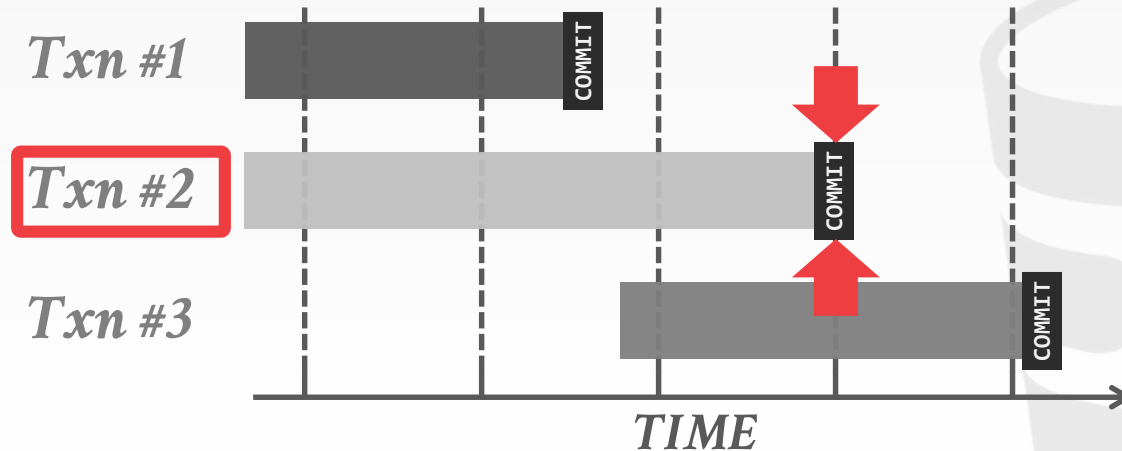 Txn #1
COMMIT
Txn #2
COMMIT
Txn #3
COMMIT
TIME